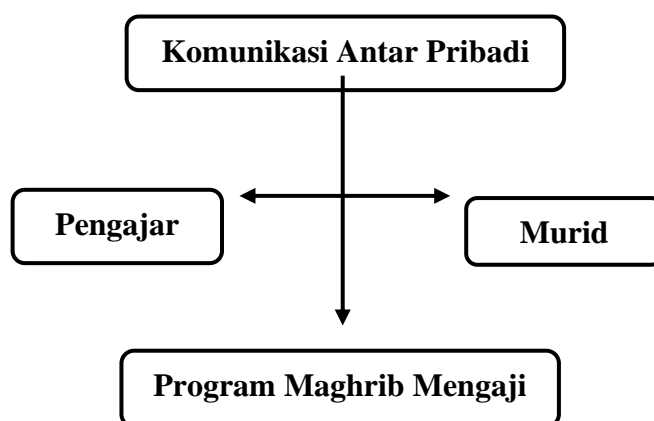 Komunikasi Antar Pribadi
Pengajar
Murid
Program Maghrib Mengaji